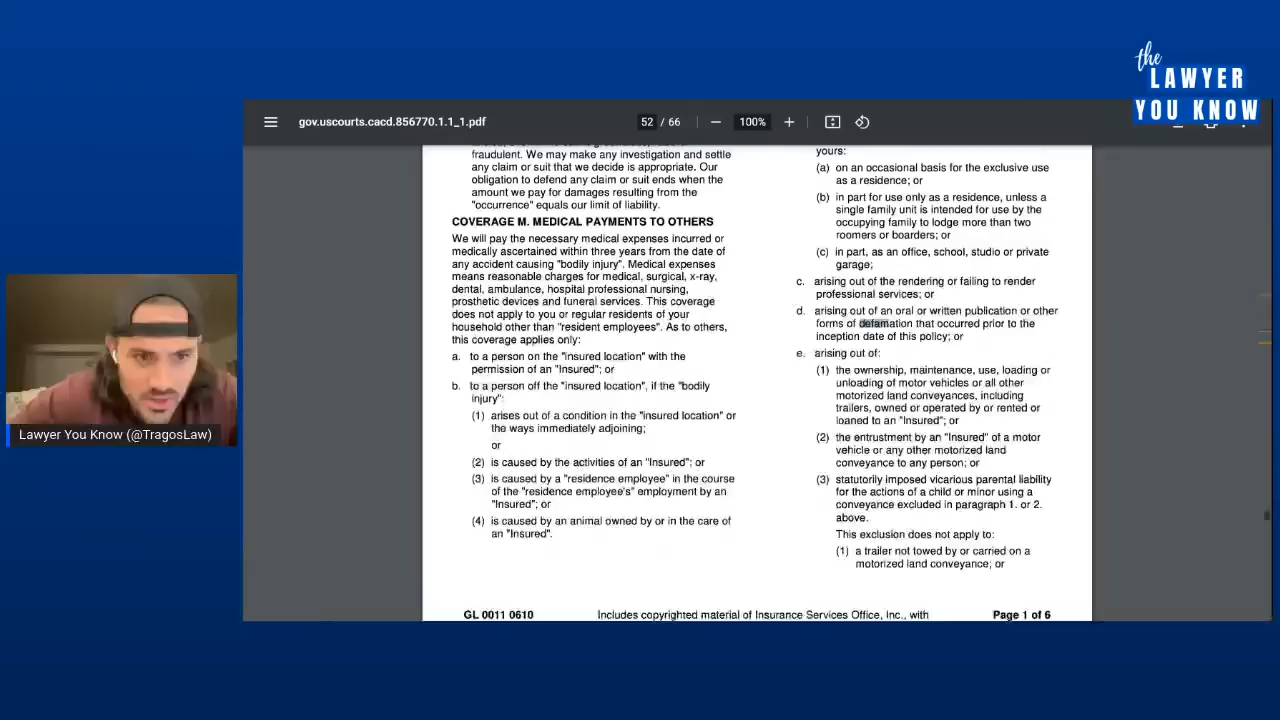 the
LAWYER
YOU KNOW
gov.uscourts.cacd.856770.1.1_1.pdf
52 / 66
100%
fraudulent. We may make any investigation and settle
any claim or suit that we decide is appropriate. Our
obligation to defend any claim or suit ends when the
amount we pay for damages resulting from the
"occurrence" equals our limit of liability.
COVERAGE M. MEDICAL PAYMENTS TO OTHERS
We will pay the necessary medical expenses incurred or
medically ascertained within three years from the date of
any accident causing "bodily injury". Medical expenses
means reasonable charges for medical, surgical, x-ray,
dental, ambulance, hospital professional nursing,
prosthetic devices and funeral services. This coverage
does not apply to you or regular residents of your
household other than "resident employees". As to others,
this coverage applies only:
a. to a person on the "insured location" with the
permission of an "Insured"; or
b. to a person off the "insured location", if the "bodily
injury":
(1) arises out of a condition in the "insured location" or
the ways immediately adjoining;
or
(2) is caused by the activities of an "Insured"; or
(3) is caused by a "residence employee" in the course
of the "residence employee's" employment by an
"Insured"; or
(4) is caused by an animal owned by or in the care of
an "Insured".
yours:
(a) on an occasional basis for the exclusive use
as a residence; or
(b) in part for use only as a residence, unless a
single family unit is intended for use by the
occupying family to lodge more than two
roomers or boarders; or
(c) in part, as an office, school, studio or private
garage;
c. arising out of the rendering or failing to render
professional services; or
d. arising out of an oral or written publication or other
forms of defamation that occurred prior to the
inception date of this policy; or
e. arising out of:
(1) the ownership, maintenance, use, loading or
unloading of motor vehicles or all other
motorized land conveyances, including
trailers, owned or operated by or rented or
loaned to an "Insured"; or
(2) the entrustment by an "Insured" of a motor
vehicle or any other motorized land
conveyance to any person; or
(3) statutorily imposed vicarious parental liability
for the actions of a child or minor using a
conveyance excluded in paragraph 1. or 2.
above.
This exclusion does not apply to:
(1) a trailer not towed by or carried on a
motorized land conveyance; or
GL 0011 0610
Includes copyrighted material of Insurance Services Office, Inc., with
Page 1 of 6
Lawyer You Know (@TragosLaw)